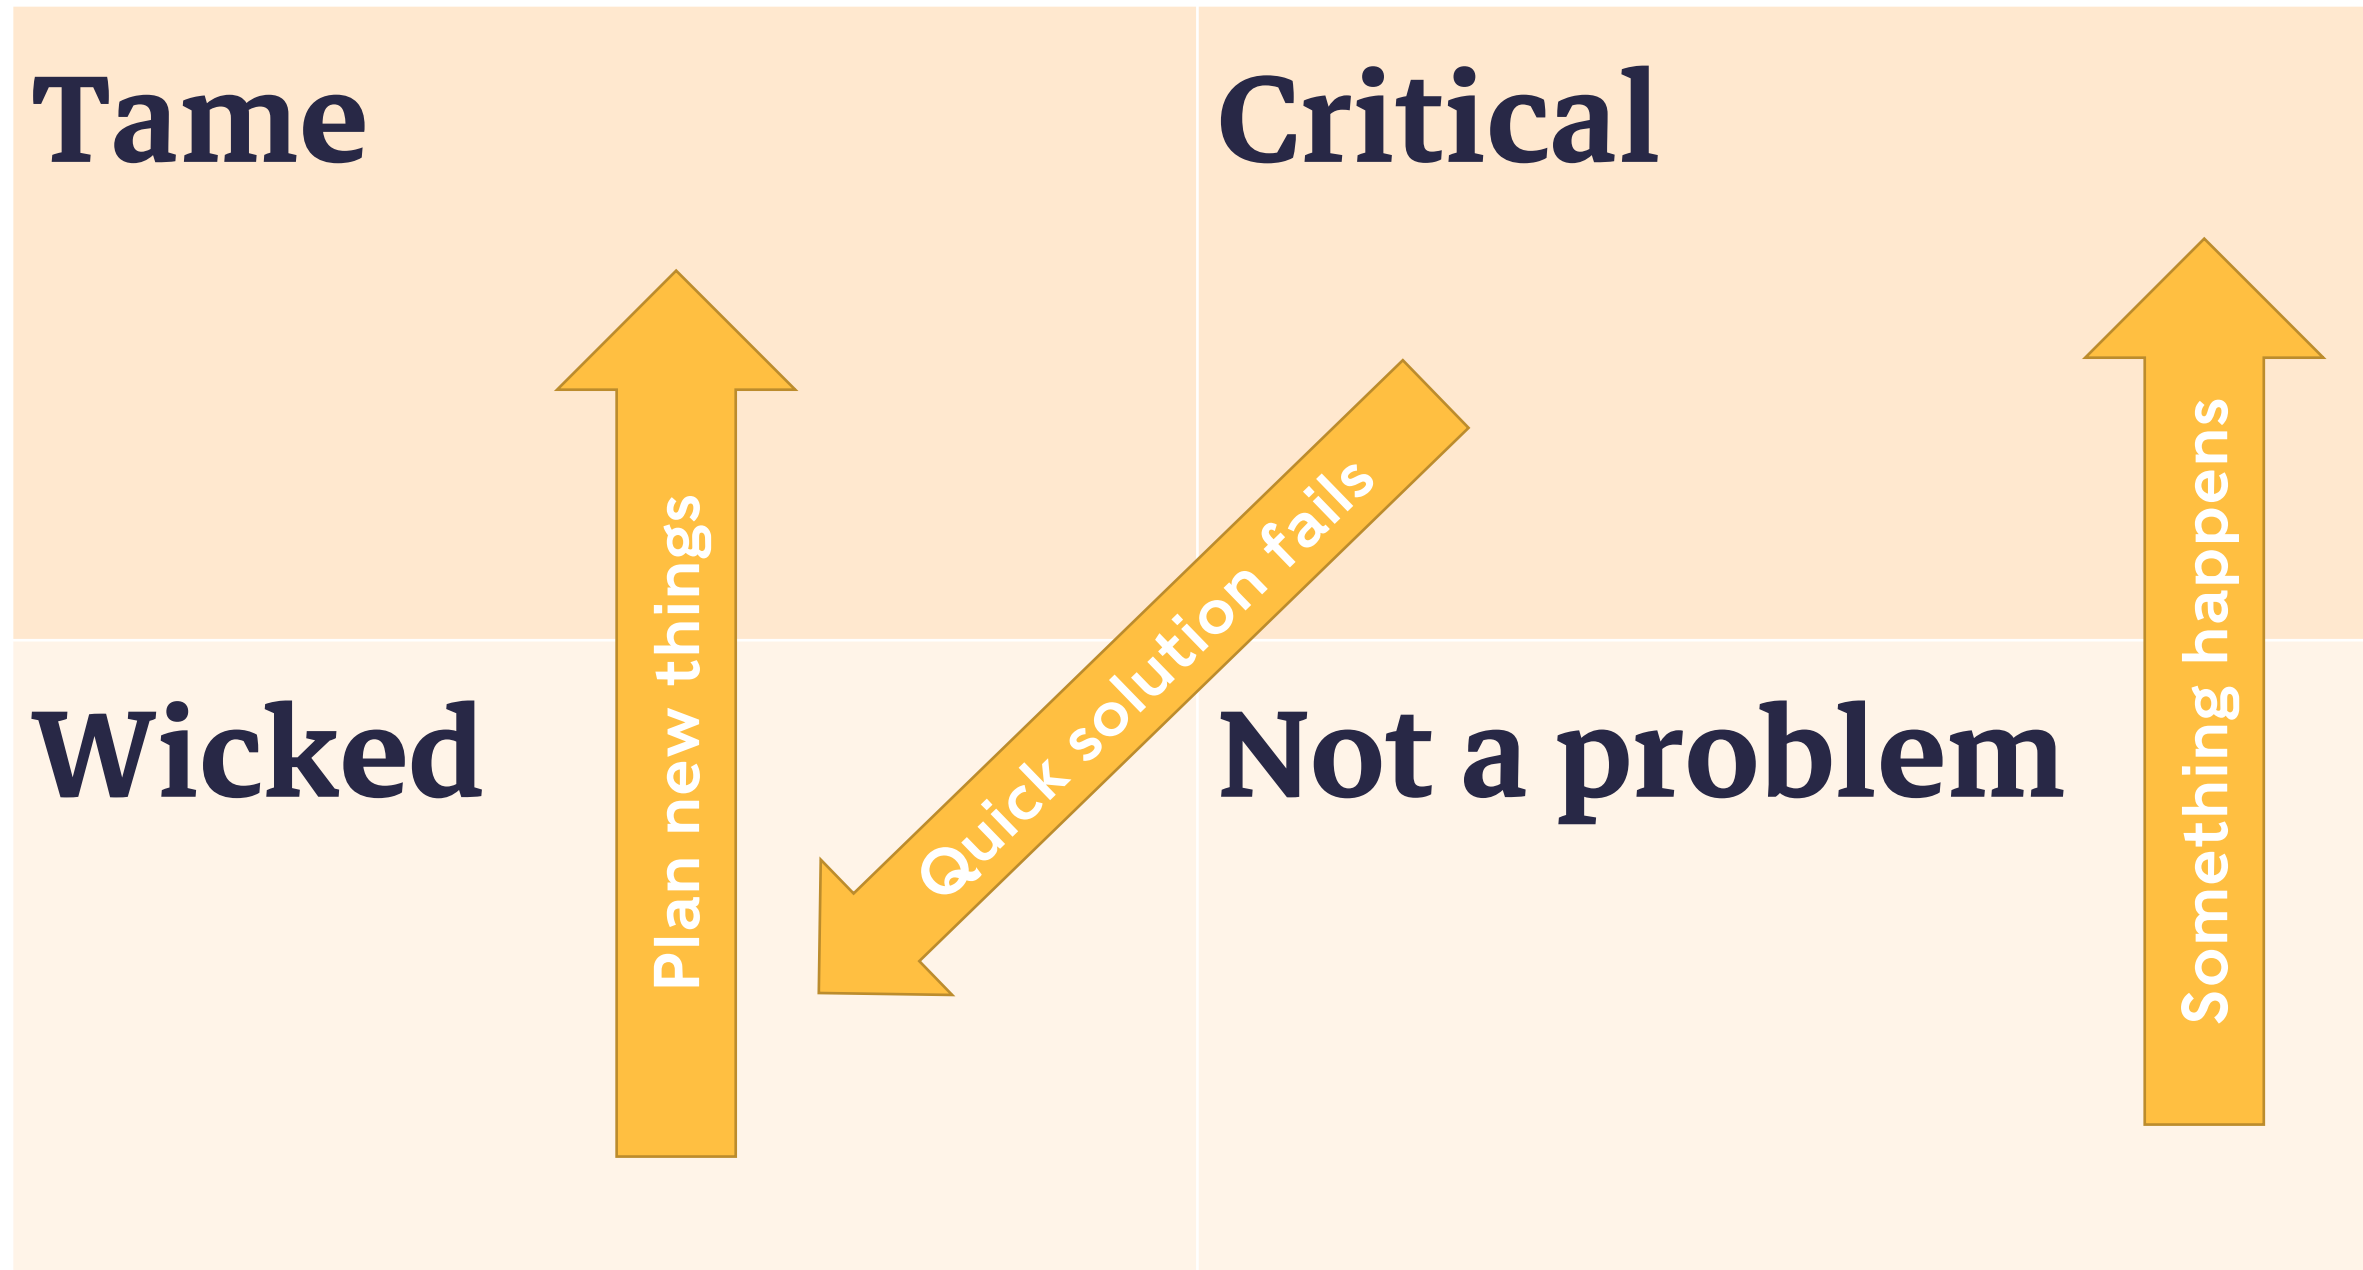 Tame
Critical
Plan new things
Quick solution fails
Something happens
Wicked
Not a problem